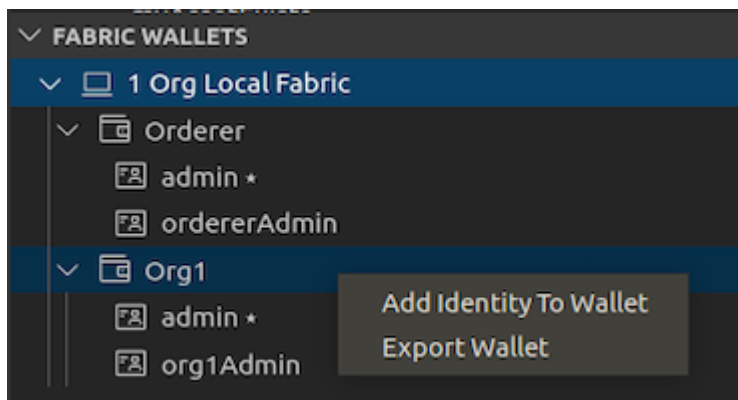 FABRIC WALLETS
1 Org Local Fabric
Orderer
admin ⋆
ordererAdmin
Org1
admin ⋆
org1Admin
Add Identity To Wallet
Export Wallet